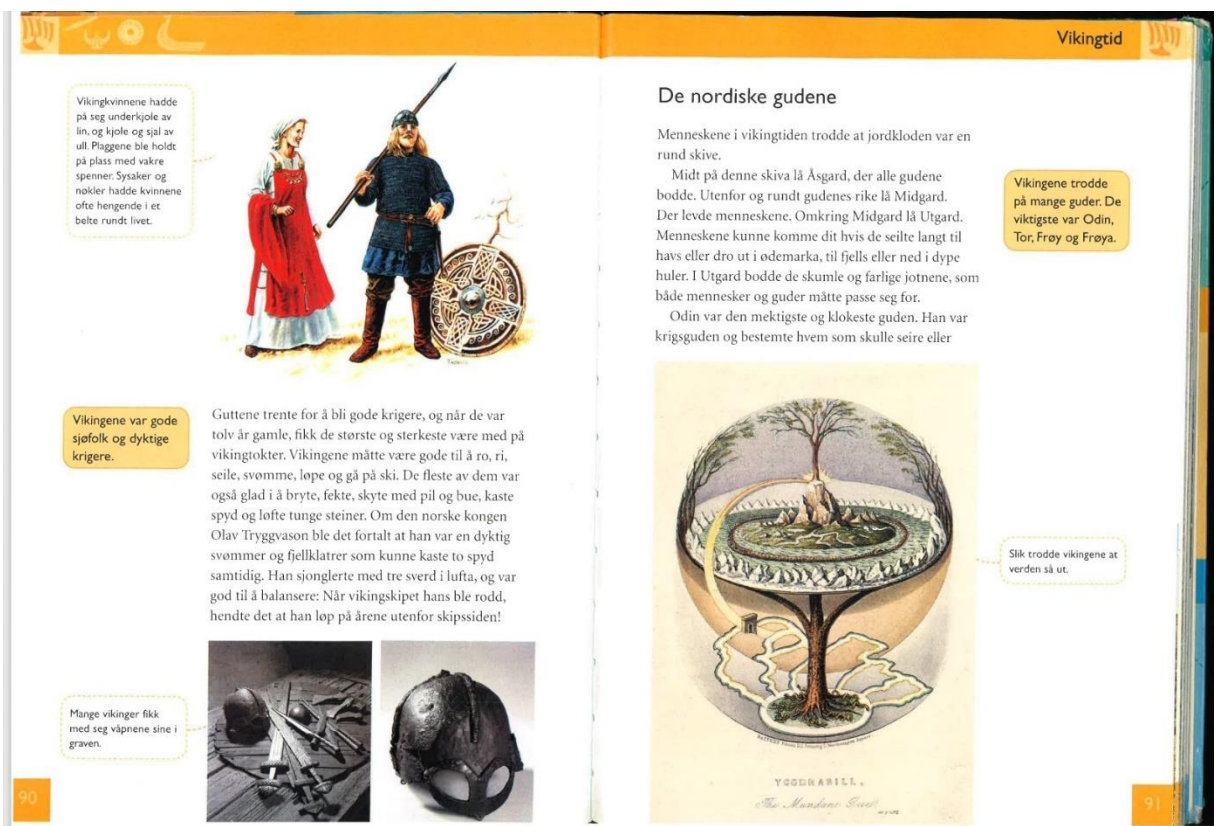 Vikingkvinnene hadde
på seg underkjole av
lin, og kjole og sjal av
ull. Plaggene ble holdt
på plass med vakre
spenner. Sysaker og
nøkler hadde kvinnene
ofte hengende i et
belte rundt livet.
Vikingene var gode
sjøfolk og dyktige
krigere.
Guttene trente for å bli gode krigere, og når de var
tolv år gamle, fikk de største og sterkeste være med på
vikingtokter. Vikingene måtte være gode til å ro, ri,
seile, svømme, løpe og gå på ski. De fleste av dem var
også glad i å bryte, fekte, skyte med pil og bue, kaste
spyd og løfte tunge steiner. Om den norske kongen
Olav Tryggvason ble det fortalt at han var en dyktig
svømmer og fjellklatrer som kunne kaste to spyd
samtidig. Han sjonglerte med tre sverd i lufta, og var
god til å balansere: Når vikingskipet hans ble rodd,
hendte det at han løp på årene utenfor skipssiden!
Mange vikinger fikk
med seg våpnene sine i
graven.
90
Vikingtid
De nordiske gudene
Menneskene i vikingtiden trodde at jordkloden var en
rund skive.
Midt på denne skiva lå Åsgard, der alle gudene
bodde. Utenfor og rundt gudenes rike lå Midgard.
Der levde menneskene. Omkring Midgard lå Utgard.
Menneskene kunne komme dit hvis de seilte langt til
havs eller dro ut i ødemarka, til fjells eller ned i dype
huler. I Utgard bodde de skumle og farlige jotnene, som
både mennesker og guder måtte passe seg for.
Odin var den mektigste og klokeste guden. Han var
krigsguden og bestemte hvem som skulle seire eller
Vikingene trodde
på mange guder. De
viktigste var Odin,
Tor, Frøy og Frøya.
Slik trodde vikingene at
verden så ut.
YGGDRASILL,
The Mundane Tree.
91